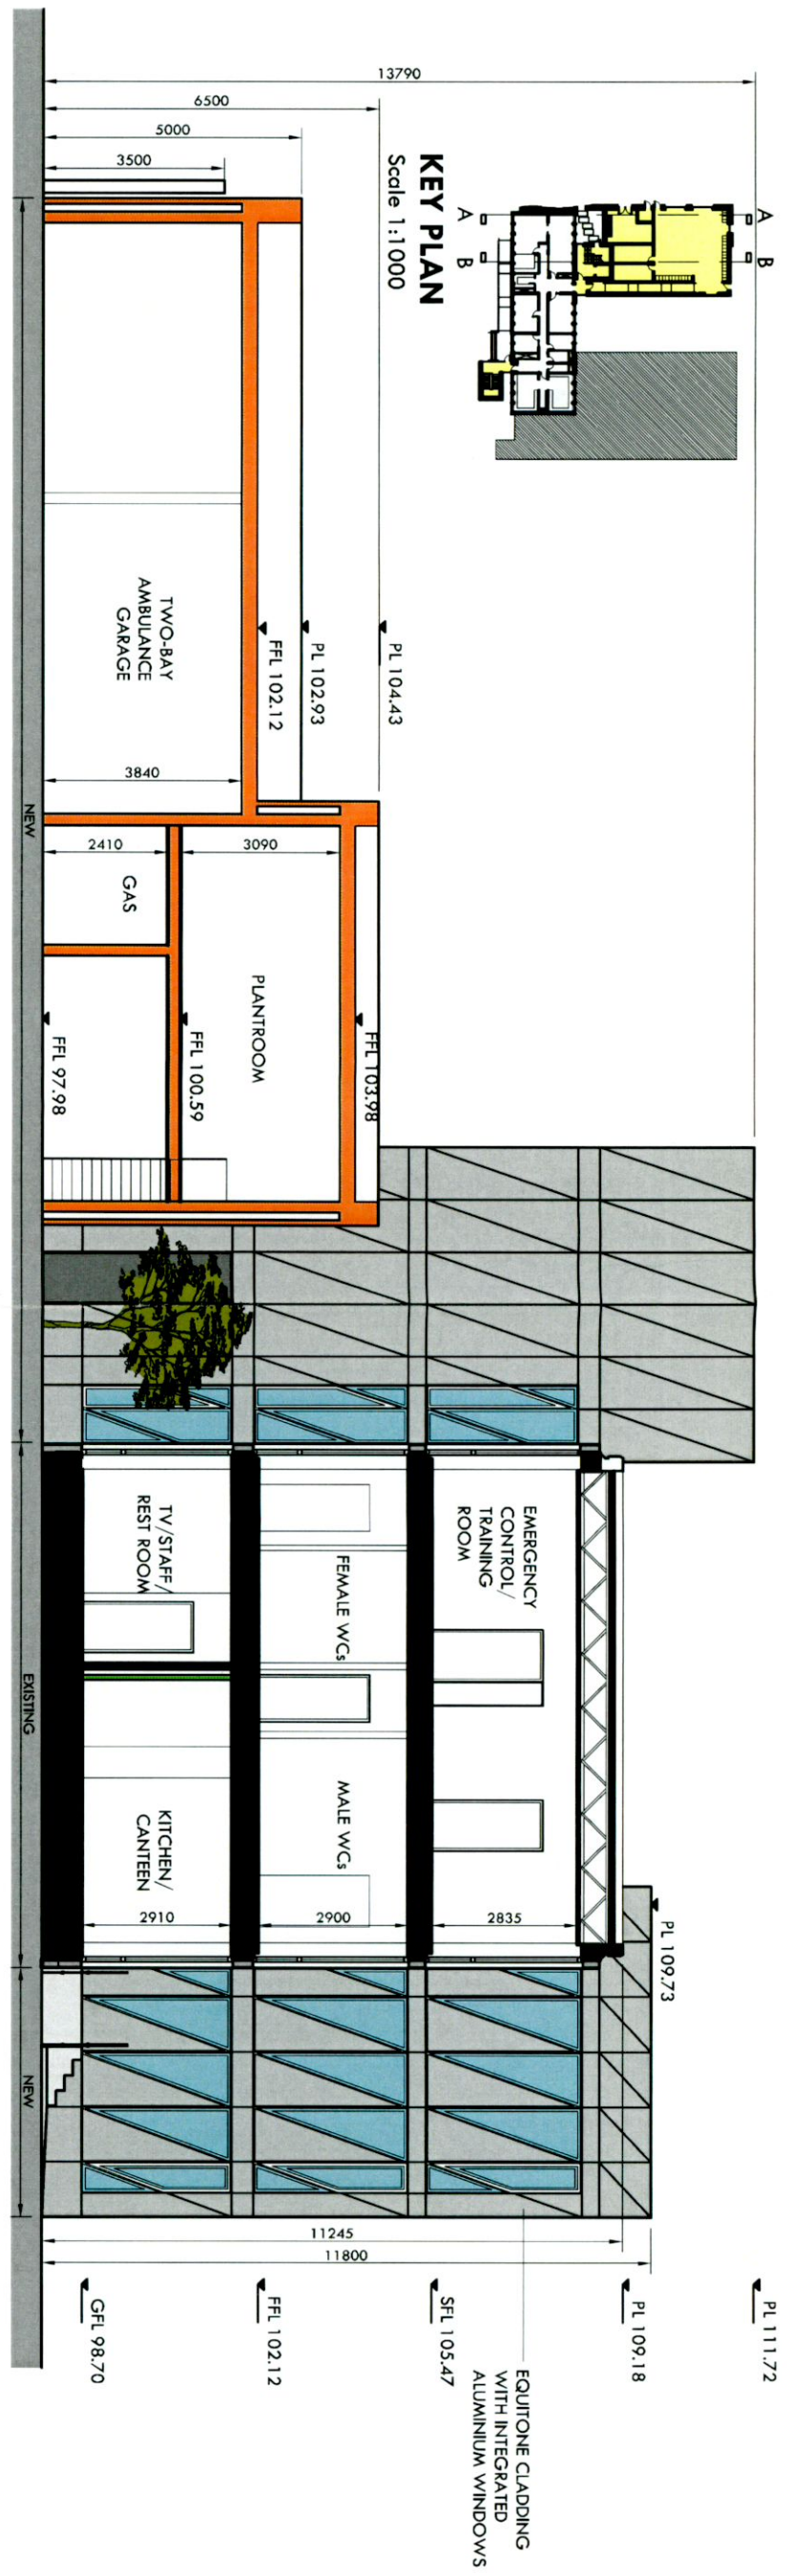 KEY PLAN
Scale 1:1000
A
A
B
B
13790
6500
5000
3500
PL 104.43
PL 102.93
FFL 102.12
TWO-BAY
AMBULANCE
GARAGE
3840
2410
3090
GAS
PLANTROOM
FFL 103.98
FFL 100.59
FFL 97.98
NEW
EMERGENCY
CONTROL/
TRAINING
ROOM
FEMALE WCs
MALE WCs
TV/STAFF/
REST ROOM
KITCHEN/
CANTEEN
2835
2900
2910
EXISTING
PL 109.73
NEW
11245
11800
PL 111.72
PL 109.18
SFL 105.47
FFL 102.12
GFL 98.70
EQUITONE CLADDING
WITH INTEGRATED
ALUMINIUM WINDOWS